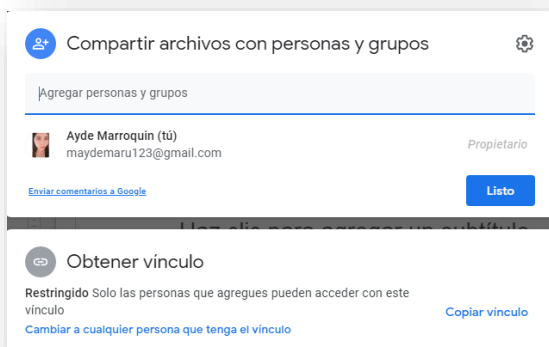 Compartir archivos con personas y grupos
Agregar personas y grupos
Ayde Marroquin (tú)
maydemaru123@gmail.com
Propietario
Enviar comentarios a Google
Listo
Haz clic para agregar un subtítulo
Obtener vínculo
Restringido Solo las personas que agregues pueden acceder con este
vínculo
Copiar vínculo
Cambiar a cualquier persona que tenga el vínculo